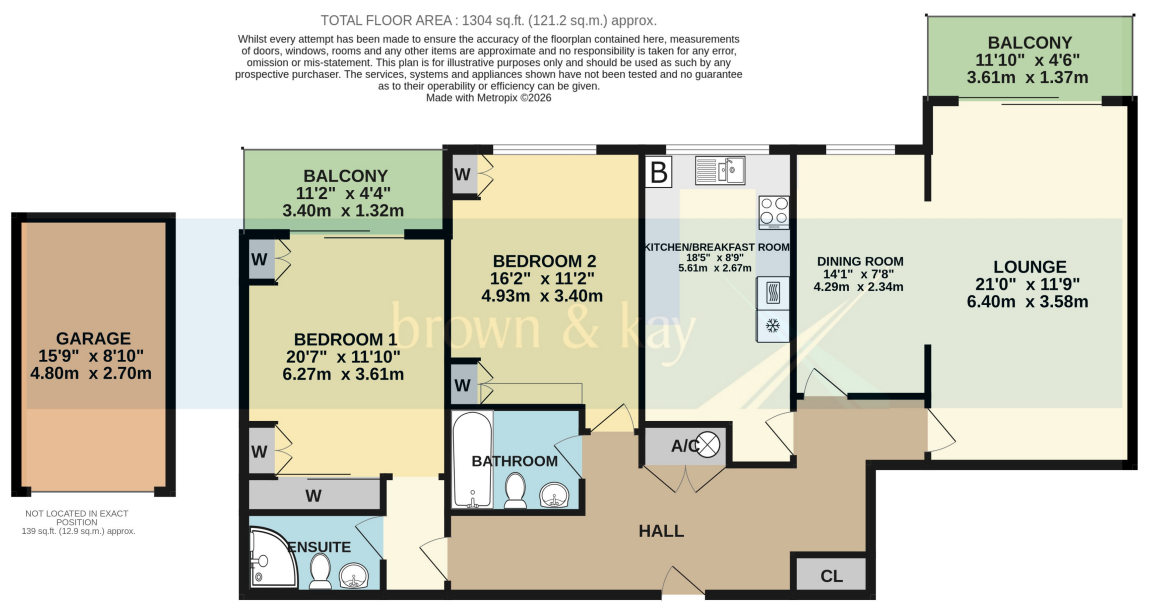 TOTAL FLOOR AREA : 1304 sq.ft. (121.2 sq.m.) approx.
Whilst every attempt has been made to ensure the accuracy of the floorplan contained here, measurements
of doors, windows, rooms and any other items are approximate and no responsibility is taken for any error,
omission or mis-statement. This plan is for illustrative purposes only and should be used as such by any
prospective purchaser. The services, systems and appliances shown have not been tested and no guarantee
as to their operability or efficiency can be given.
Made with Metropix ©2026
BALCONY
11'10" x 4'6"
3.61m x 1.37m
BALCONY
11'2" x 4'4"
3.40m x 1.32m
W
B
W
KITCHEN/BREAKFAST ROOM
18'5" x 8'9"
5.61m x 2.67m
BEDROOM 2
16'2" x 11'2"
4.93m x 3.40m
DINING ROOM
14'1" x 7'8"
4.29m x 2.34m
LOUNGE
21'0" x 11'9"
6.40m x 3.58m
GARAGE
15'9" x 8'10"
4.80m x 2.70m
BEDROOM 1
20'7" x 11'10"
6.27m x 3.61m
brown & kay
W
W
A/C
BATHROOM
W
NOT LOCATED IN EXACT
POSITION
139 sq.ft. (12.9 sq.m.) approx.
HALL
ENSUITE
CL